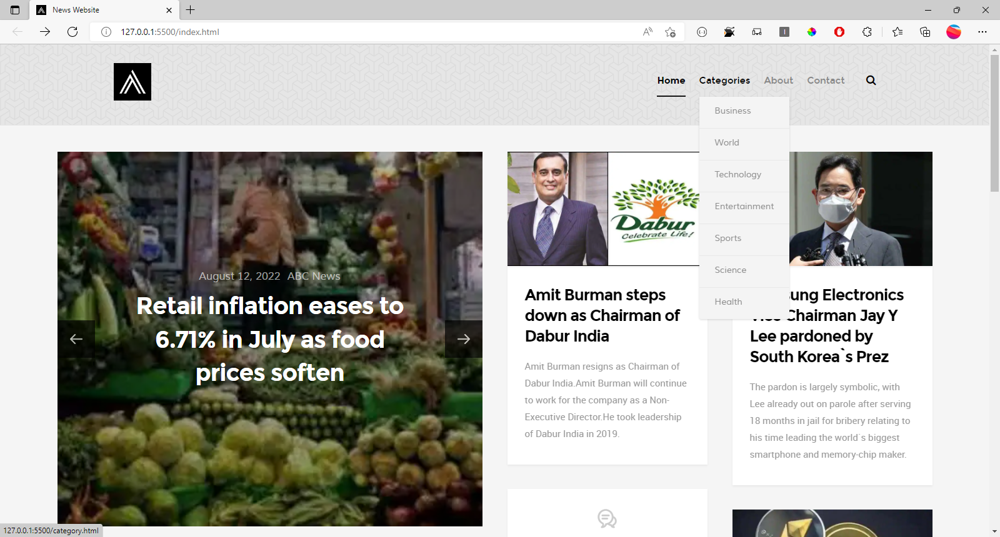 News Website
127.0.0.1:5500/index.html
Home Categories About Contact
Business
World
Technology
Entertainment
Sports
Science
Health
August 12, 2022 ABC News
Retail inflation eases to
6.71% in July as food
prices soften
Dabur
Celebrate Life!
Amit Burman steps
down as Chairman of
Dabur India
Amit Burman resigns as Chairman of
Dabur India.Amit Burman will continue
to work for the company as a Non-
Executive Director.He took leadership
of Dabur India in 2019.
sung Electronics
Vice Chairman Jay Y
Lee pardoned by
South Korea`s Prez
The pardon is largely symbolic, with
Lee already out on parole after serving
18 months in jail for bribery relating to
his time leading the world`s biggest
smartphone and memory-chip maker.
127.0.0.1:5500/category.html